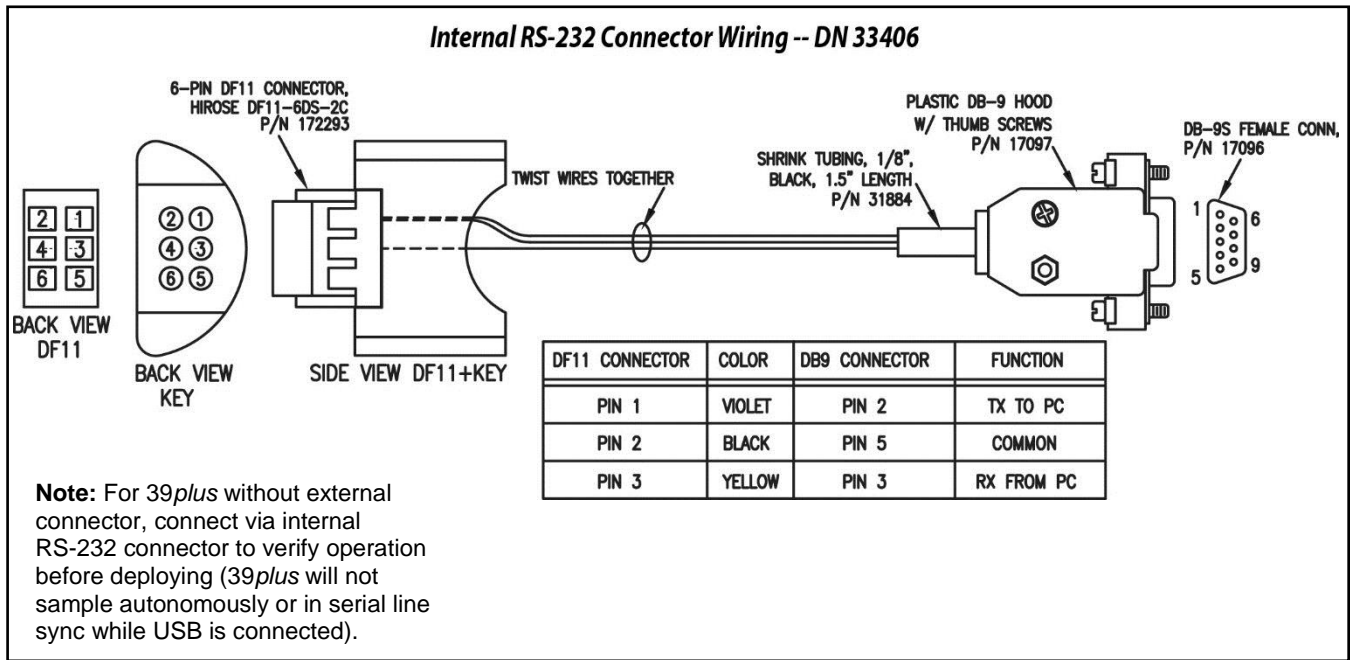 Internal RS-232 Connector Wiring -- DN 33406
6-PIN DF11 CONNECTOR,
HIROSE DF11-6DS-2C
P/N 172293
TWIST WIRES TOGETHER
SHRINK TUBING, 1/8",
BLACK, 1.5" LENGTH
P/N 31884
PLASTIC DB-9 HOOD
W/ THUMB SCREWS
P/N 17097
DB-9S FEMALE CONN,
P/N 17096
2 1
4 3
6 5
BACK VIEW
DF11
2 1
4 3
6 5
BACK VIEW
KEY
SIDE VIEW DF11+KEY
1 6
5 9
DF11 CONNECTOR COLOR DB9 CONNECTOR FUNCTION
PIN 1 VIOLET PIN 2 TX TO PC
PIN 2 BLACK PIN 5 COMMON
PIN 3 YELLOW PIN 3 RX FROM PC
Note: For 39plus without external
connector, connect via internal
RS-232 connector to verify operation
before deploying (39plus will not
sample autonomously or in serial line
sync while USB is connected).